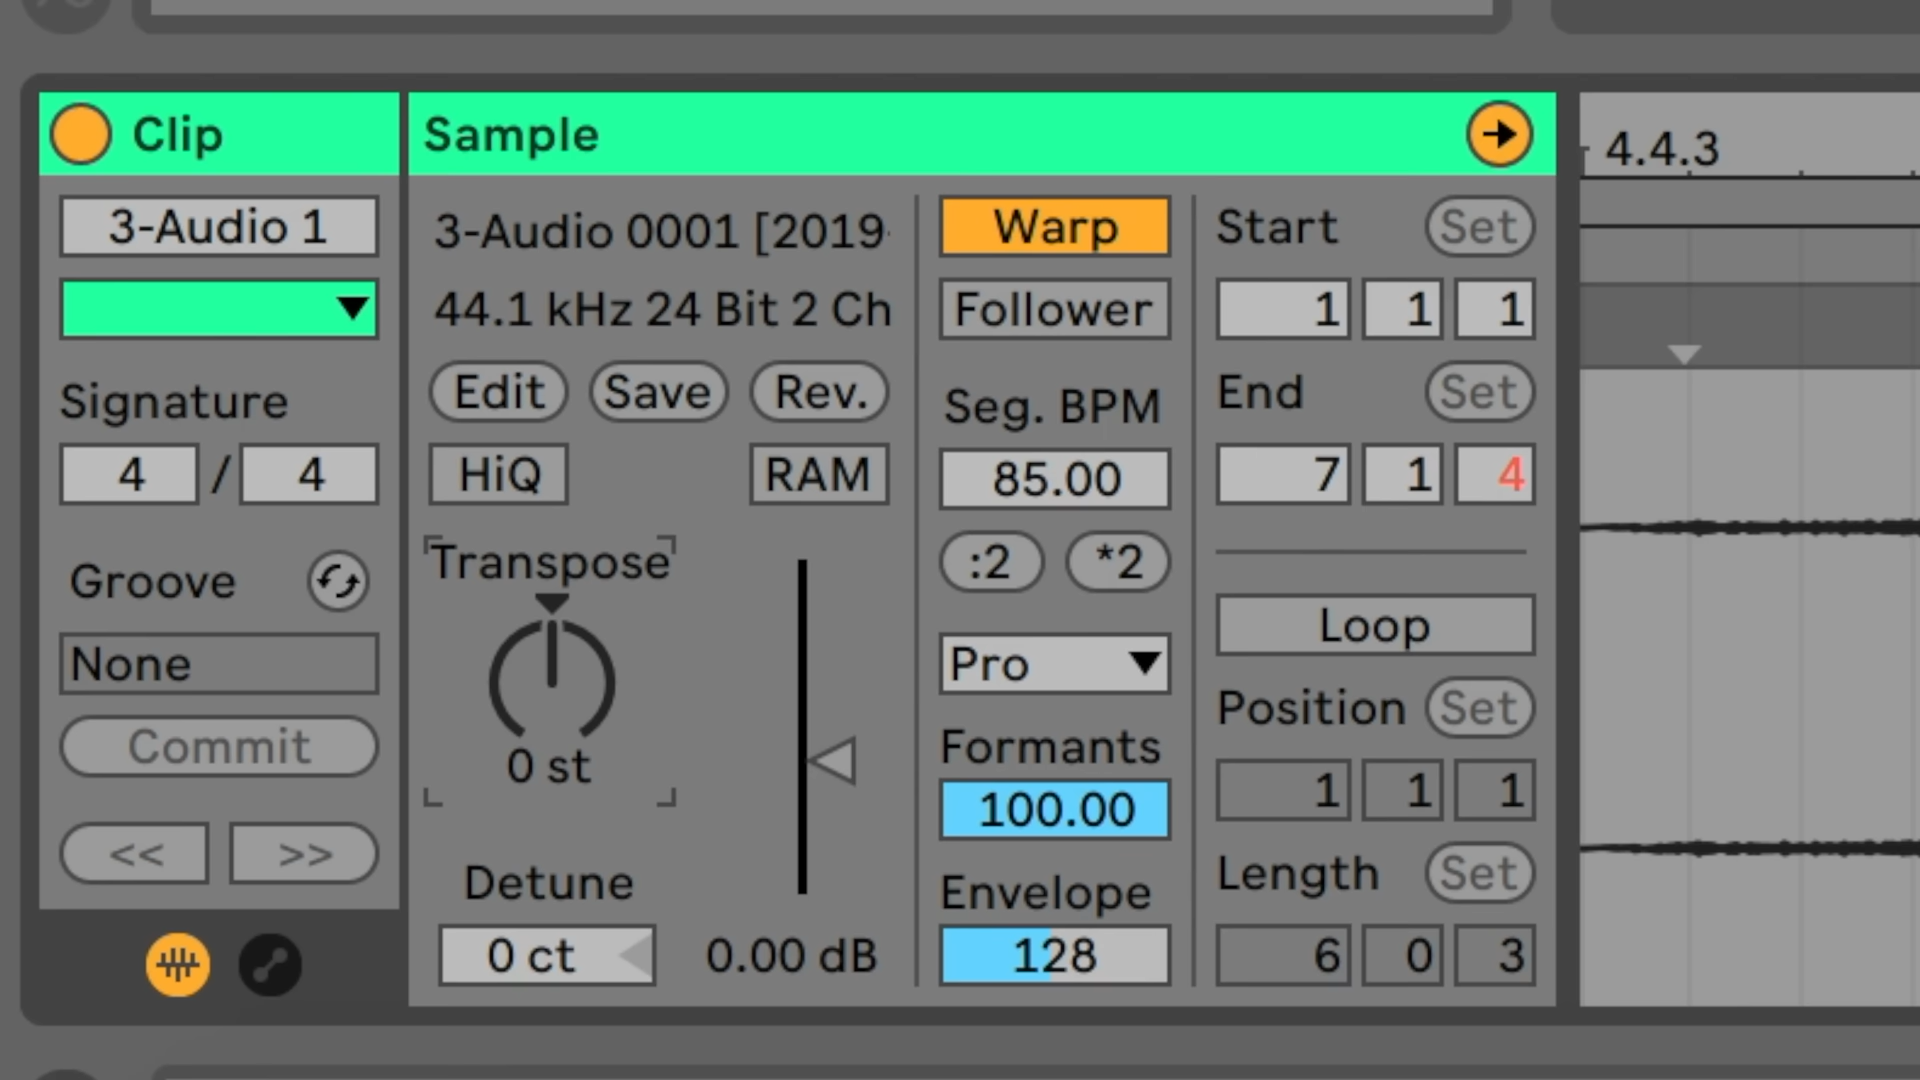 Clip
3-Audio 1
Signature
4 / 4
Groove
None
Commit
<< >>
Sample
3-Audio 0001 [2019
44.1 kHz 24 Bit 2 Ch
Edit Save Rev.
HiQ RAM
Transpose
0 st
Detune
0 ct 0.00 dB
Warp
Follower
Seg. BPM
85.00
:2 *2
Pro
Formants
100.00
Envelope
128
Start Set
1 1 1
End Set
7 1 4
Loop
Position Set
1 1 1
Length Set
6 0 3
4.4.3